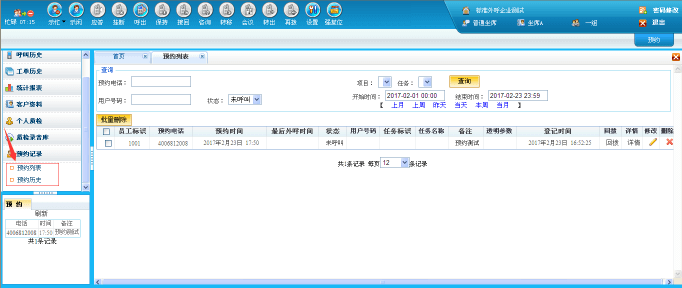 标准外呼企业测试 密码修改
忙碌 07:15 示忙 示闲 应答 挂断 呼出 保持 接回 咨询 转移 会议 转出 再拨 设置 强复位
普通坐席 坐席A 一组 退出
预约
呼叫历史
工单历史
统计报表
客户资料
个人质检
质检录音库
预约记录
预约列表
预约历史
首页 预约列表
查询
预约电话： 项目： 任务： 查询
用户号码： 状态： 未呼叫 开始时间： 2017-02-01 00:00 结束时间： 2017-02-23 23:59
【 上月 上周 昨天 当天 本周 当月 】
批量删除
员工标识 预约电话 预约时间 最后外呼时间 状态 用户号码 任务标识 任务名称 备注 透明参数 登记时间 回拨 详情 修改 删除
1001 4006812008 2017年2月23日 17:50 未呼叫 预约测试 2017年2月23日 16:52:25 回拨 详情
共1条记录 每页 12 条记录
预 约
刷新
电话 时间 备注
4006812008 17:50 预约测试
共1条记录